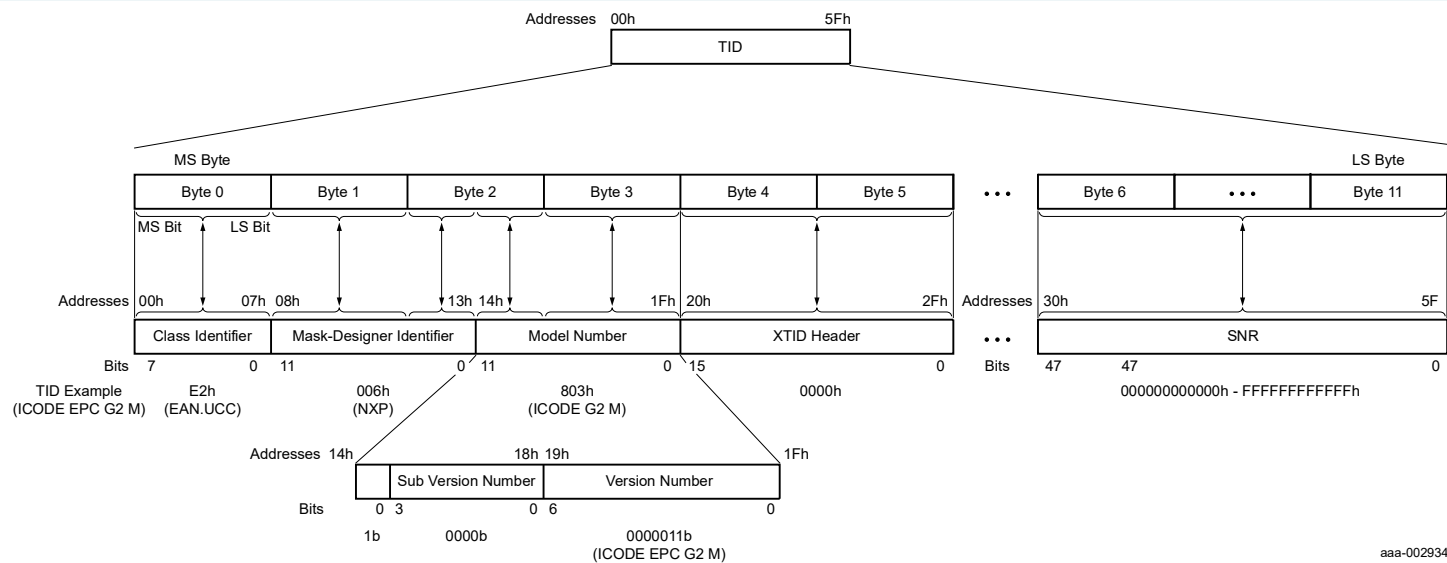 Addresses 00h 5Fh
TID
MS Byte LS Byte
Byte 0 Byte 1 Byte 2 Byte 3 Byte 4 Byte 5 ••• Byte 6 ••• Byte 11
MS Bit LS Bit
Addresses 00h 07h 08h 13h 14h 1Fh 20h 2Fh Addresses 30h 5F
Class Identifier Mask-Designer Identifier Model Number XTID Header ••• SNR
Bits 7 0 11 0 11 0 15 0 Bits 47 47 0
TID Example E2h 006h 803h 0000h 000000000000h - FFFFFFFFFFFFh
(ICODE EPC G2 M) (EAN.UCC) (NXP) (ICODE G2 M)
Addresses 14h 18h 19h 1Fh
Sub Version Number Version Number
Bits 0 3 0 6 0
1b 0000b 0000011b
(ICODE EPC G2 M)
aaa-002934